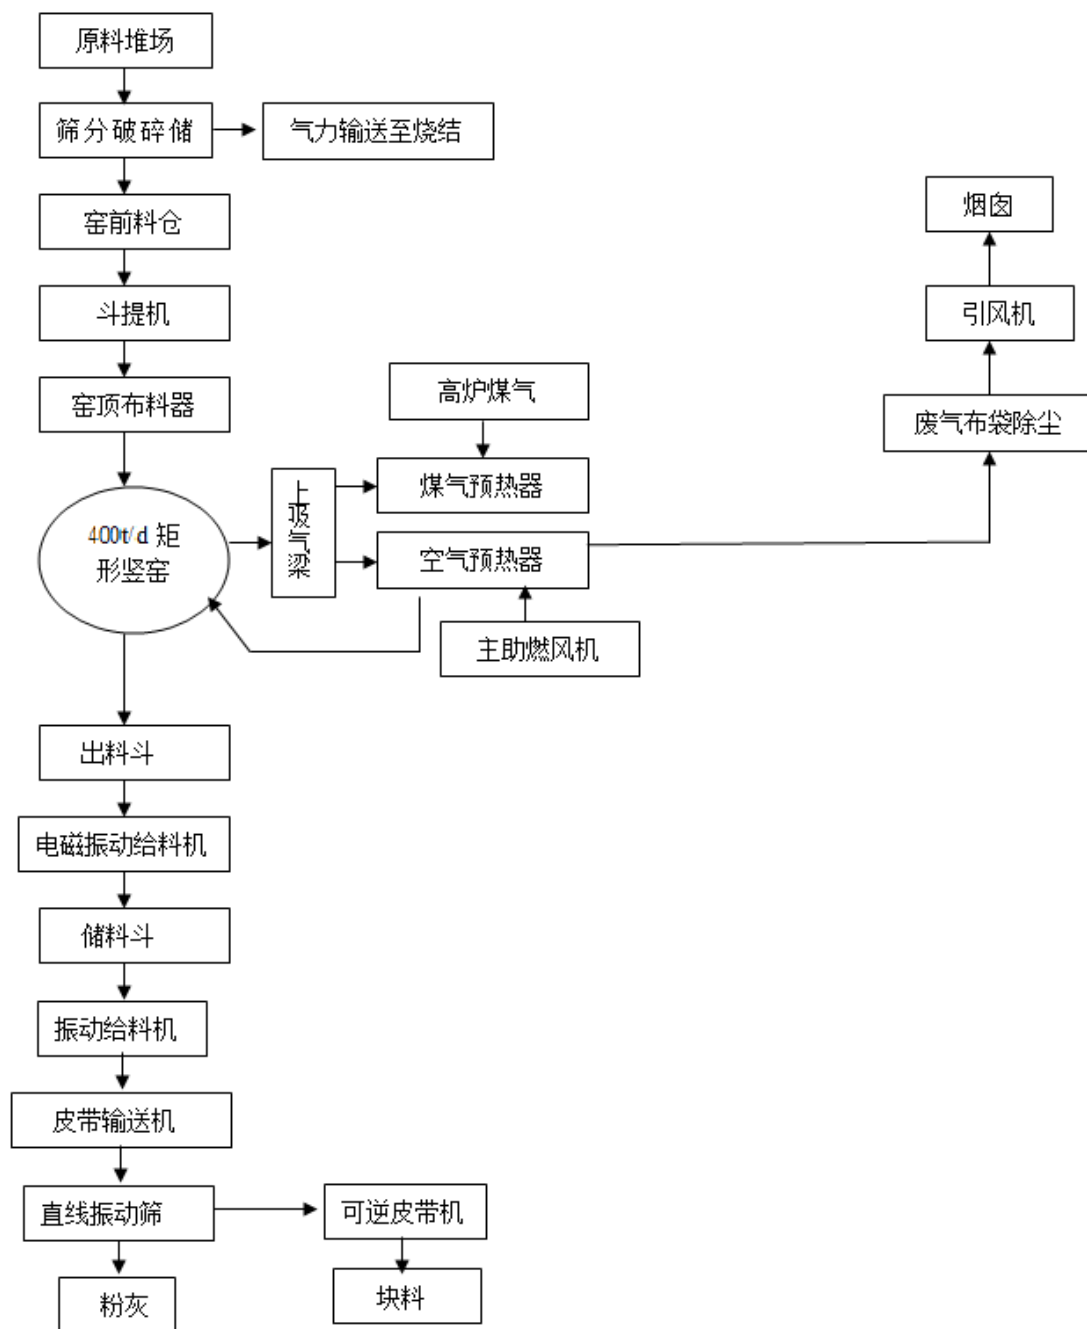 原料堆场
筛分破碎储
气力输送至烧结
窑前料仓
烟囱
斗提机
引风机
窑顶布料器
高炉煤气
废气布袋除尘
上吸气梁
煤气预热器
400t/d 矩
形竖窑
空气预热器
主助燃风机
出料斗
电磁振动给料机
储料斗
振动给料机
皮带输送机
直线振动筛
可逆皮带机
粉灰
块料